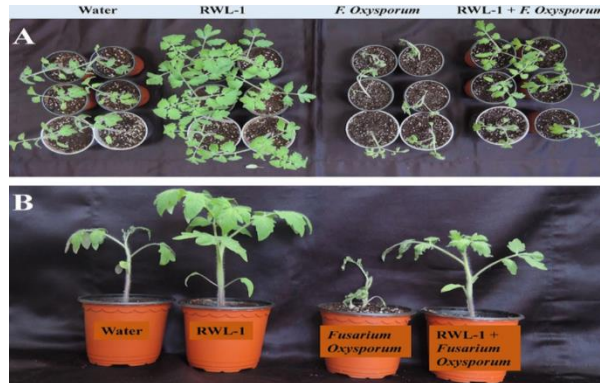 Water RWL-1 F. Oxysporum RWL-1 + F. Oxysporum
A
B
Water
RWL-1
Fusarium
Oxysporum
RWL-1 +
Fusarium
Oxysporum